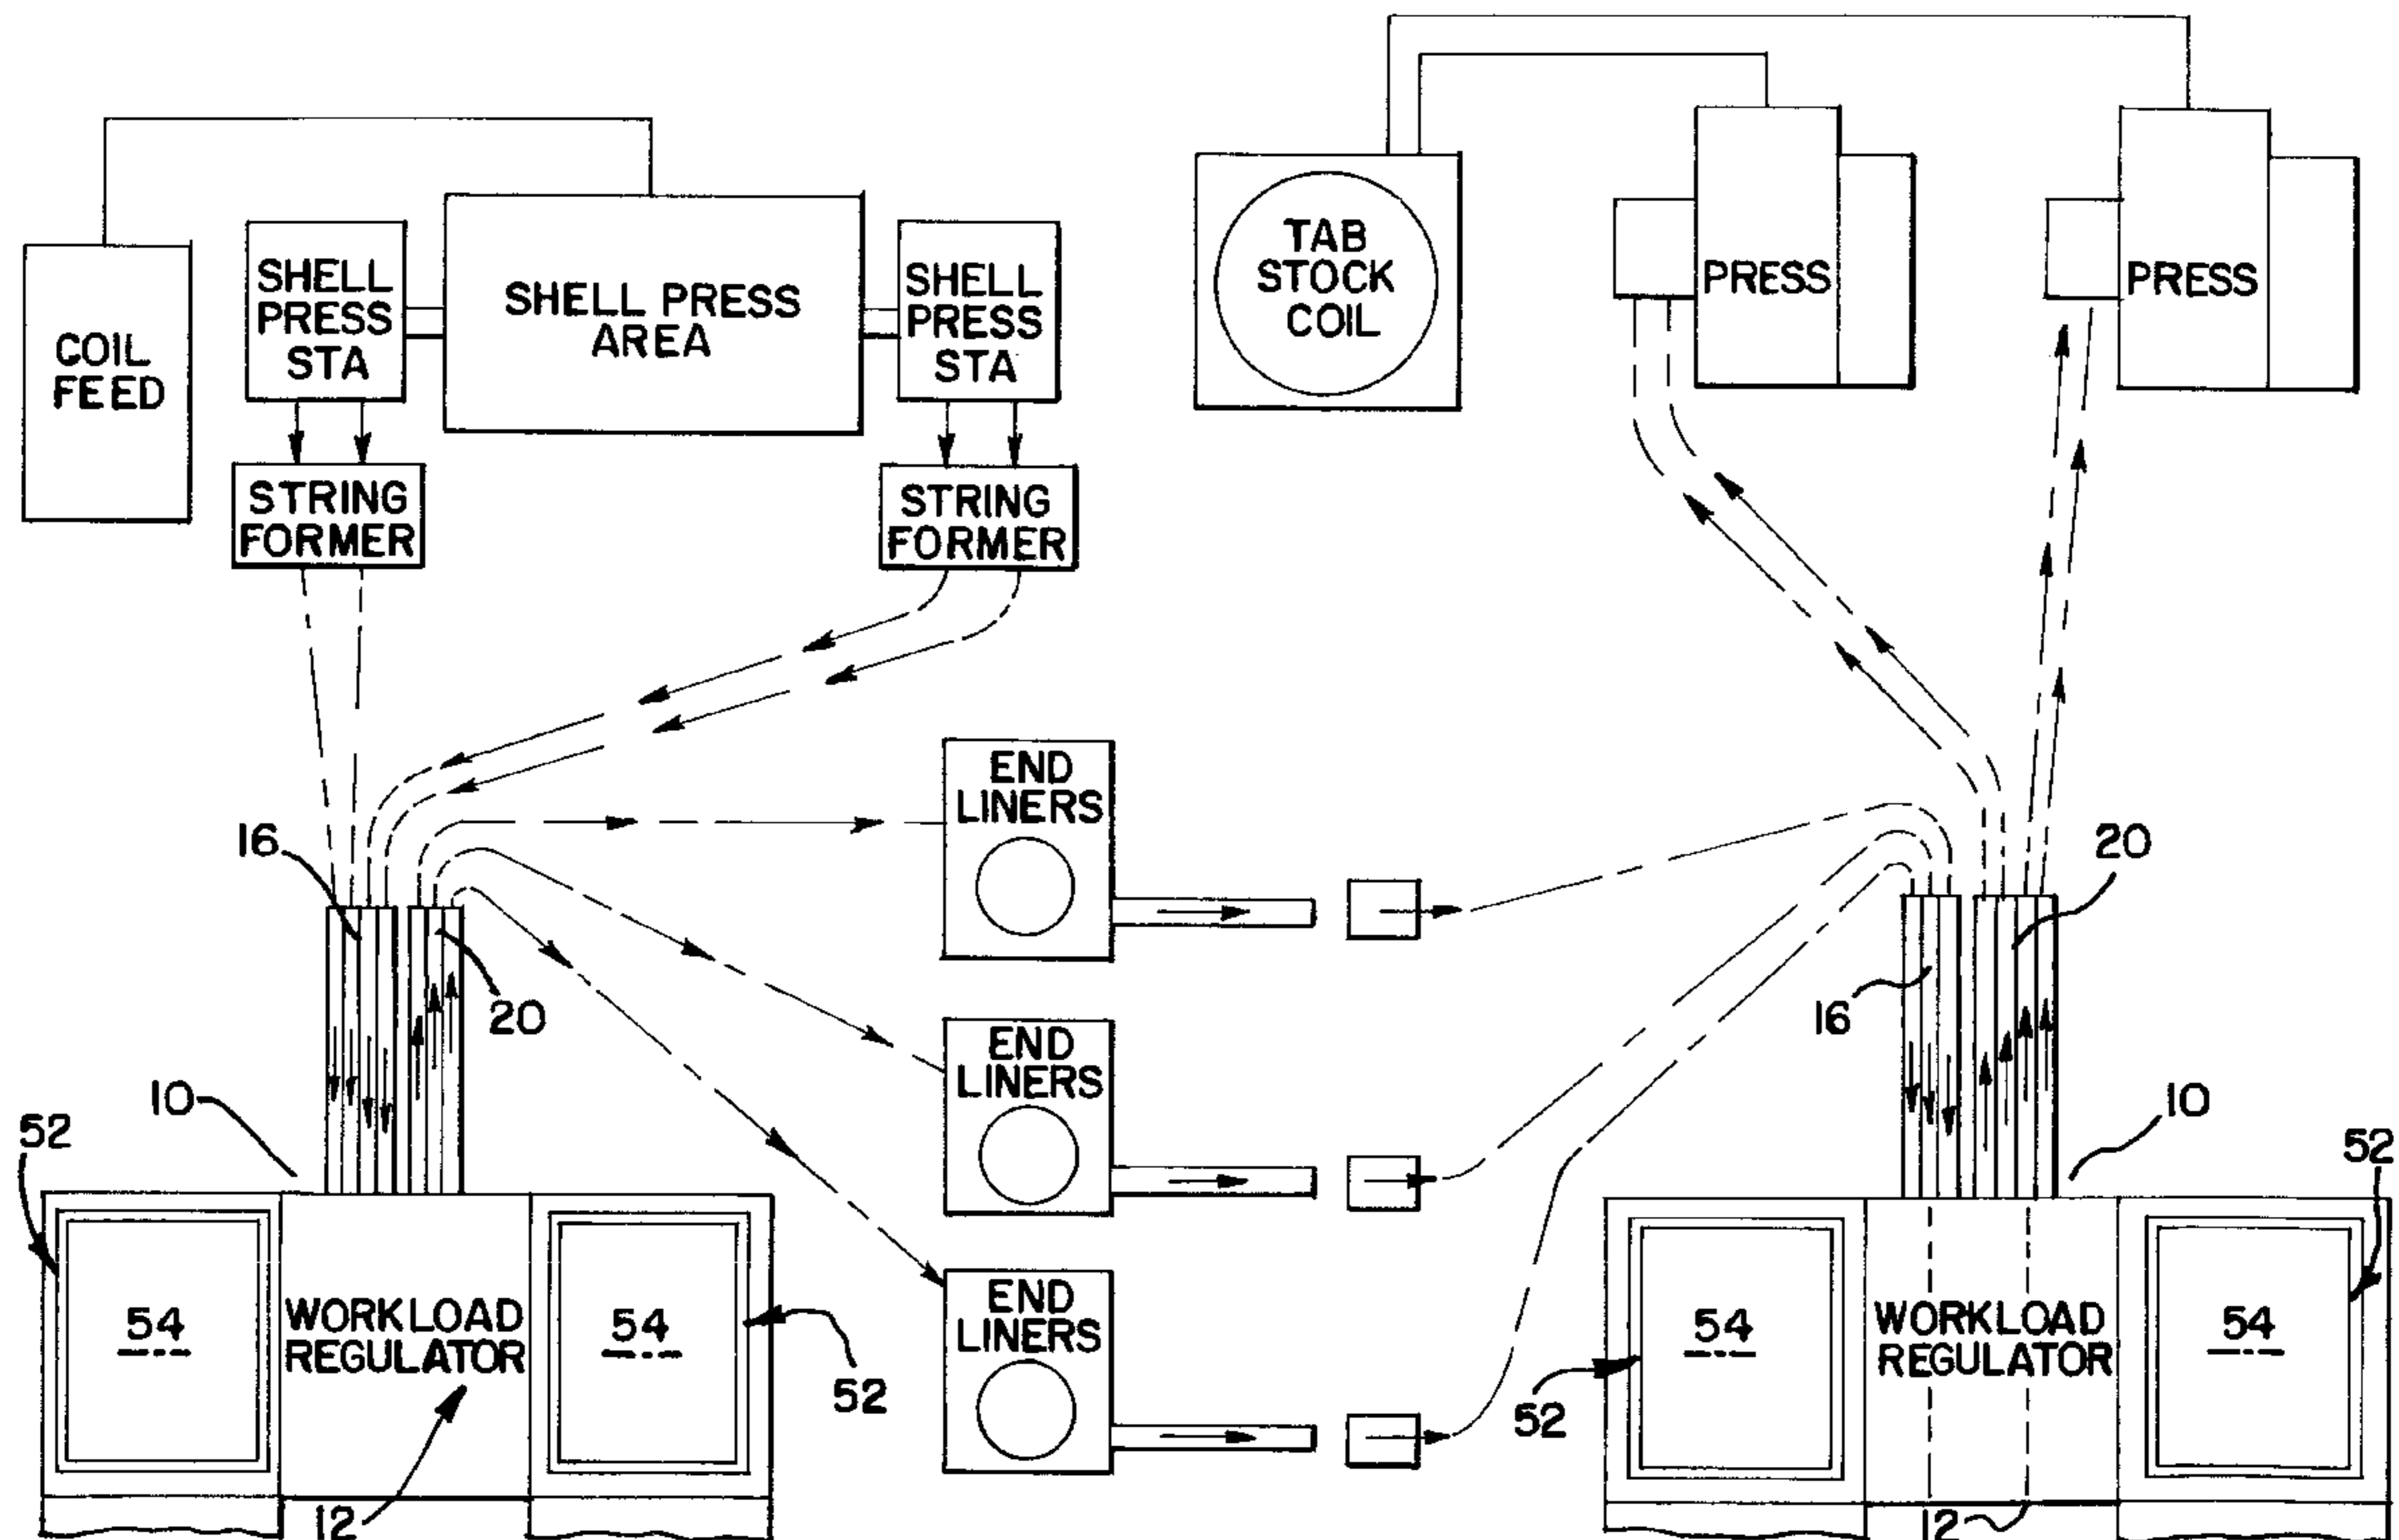 COIL
FEED
SHELL
PRESS
STA
SHELL PRESS
AREA
SHELL
PRESS
STA
STRING
FORMER
STRING
FORMER
TAB
STOCK
COIL
PRESS
PRESS
END
LINERS
END
LINERS
END
LINERS
16
20
10
52
54
WORKLOAD
REGULATOR
54
52
12
20
16
10
52
54
WORKLOAD
REGULATOR
54
52
12